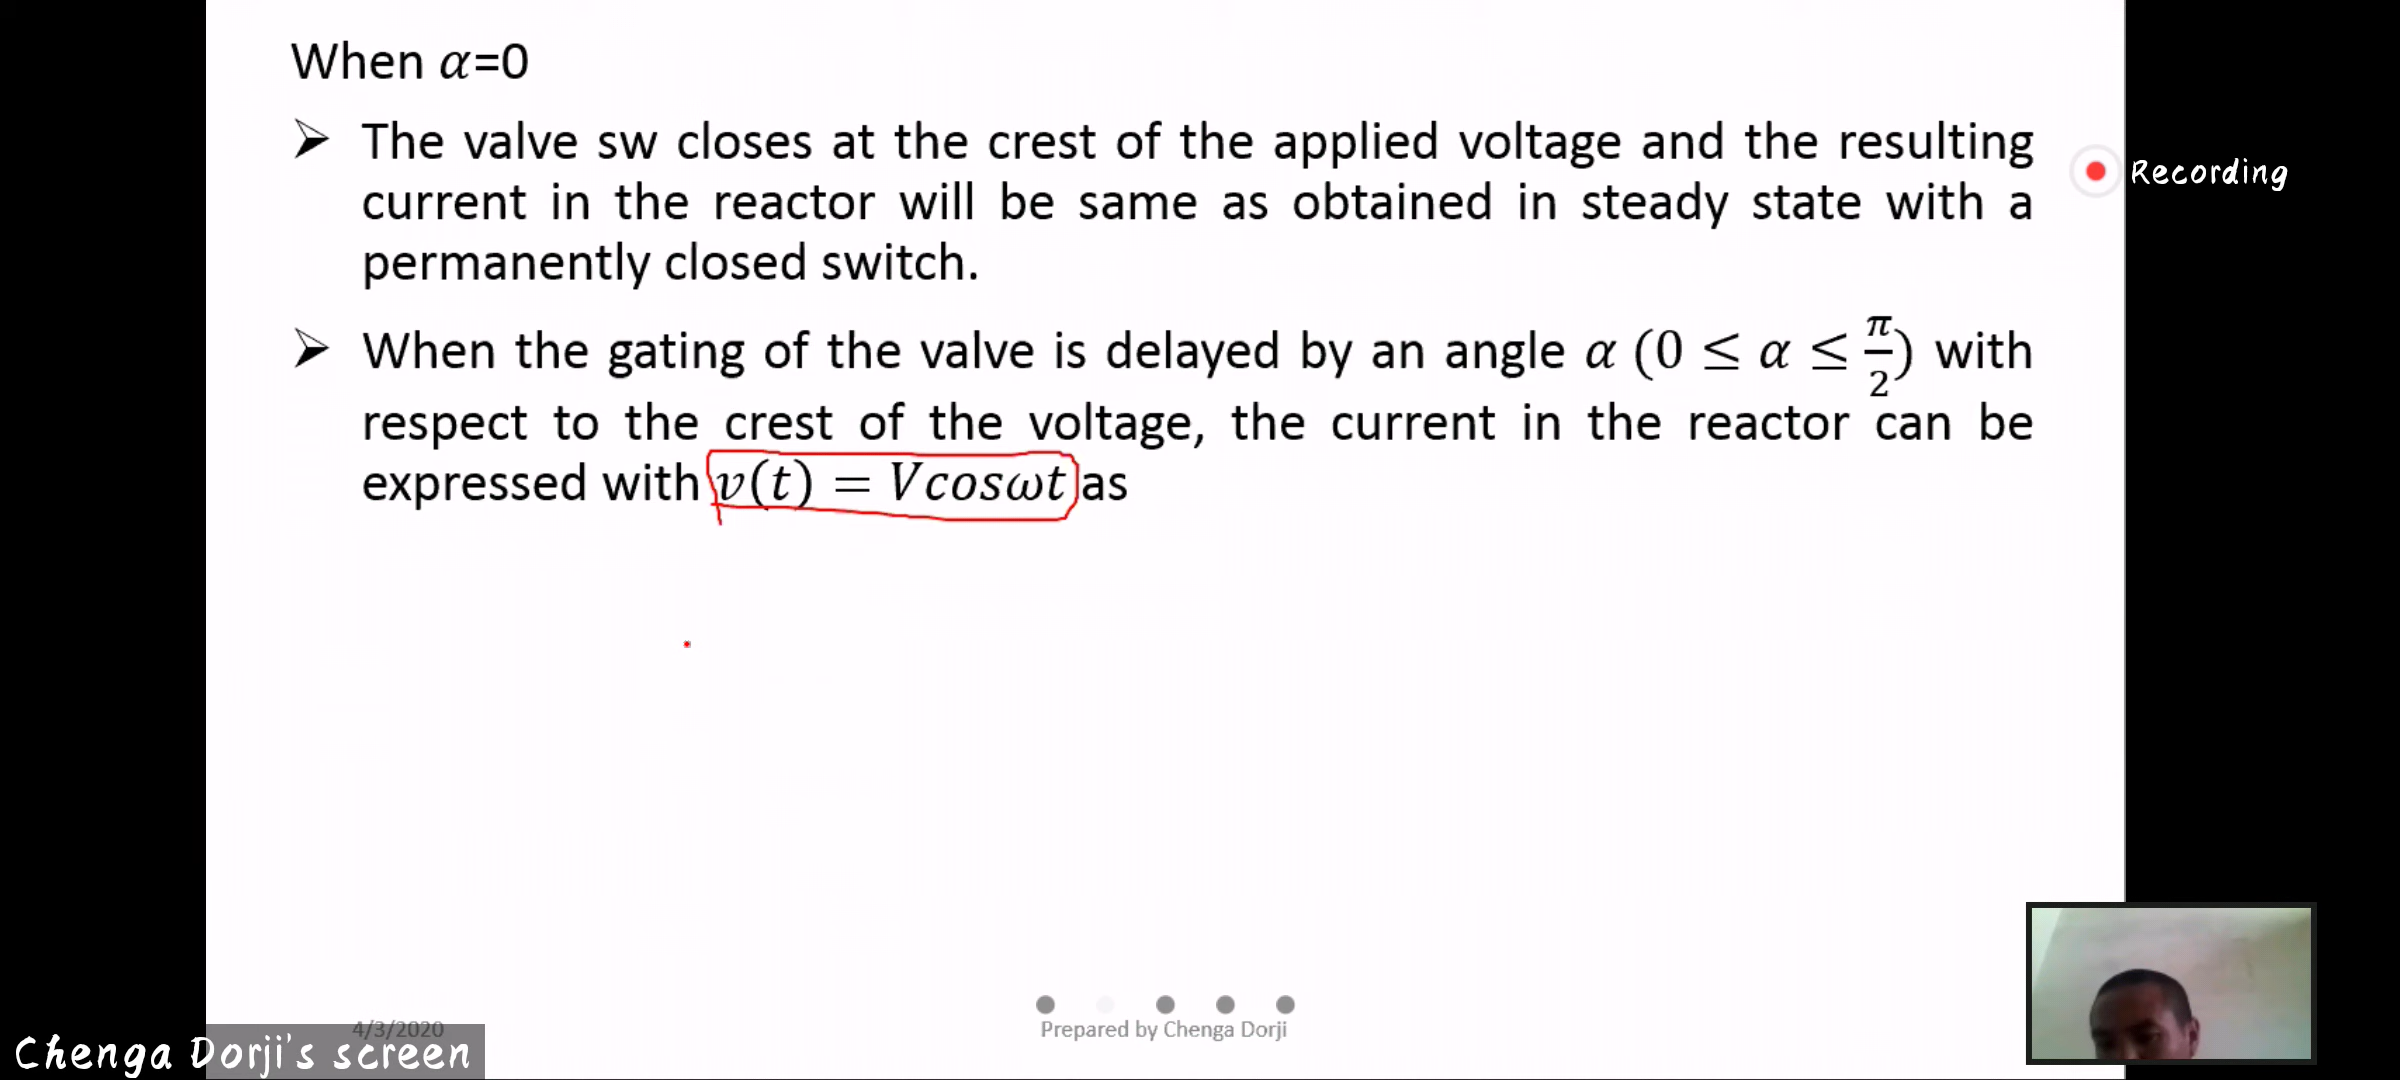 When α=0
➢ The valve sw closes at the crest of the applied voltage and the resulting
current in the reactor will be same as obtained in steady state with a
permanently closed switch.
➢ When the gating of the valve is delayed by an angle α (0 ≤ α ≤ π/2) with
respect to the crest of the voltage, the current in the reactor can be
expressed with v(t) = Vcosωt as
Recording
4/3/2020
Prepared by Chenga Dorji
Chenga Dorji's screen